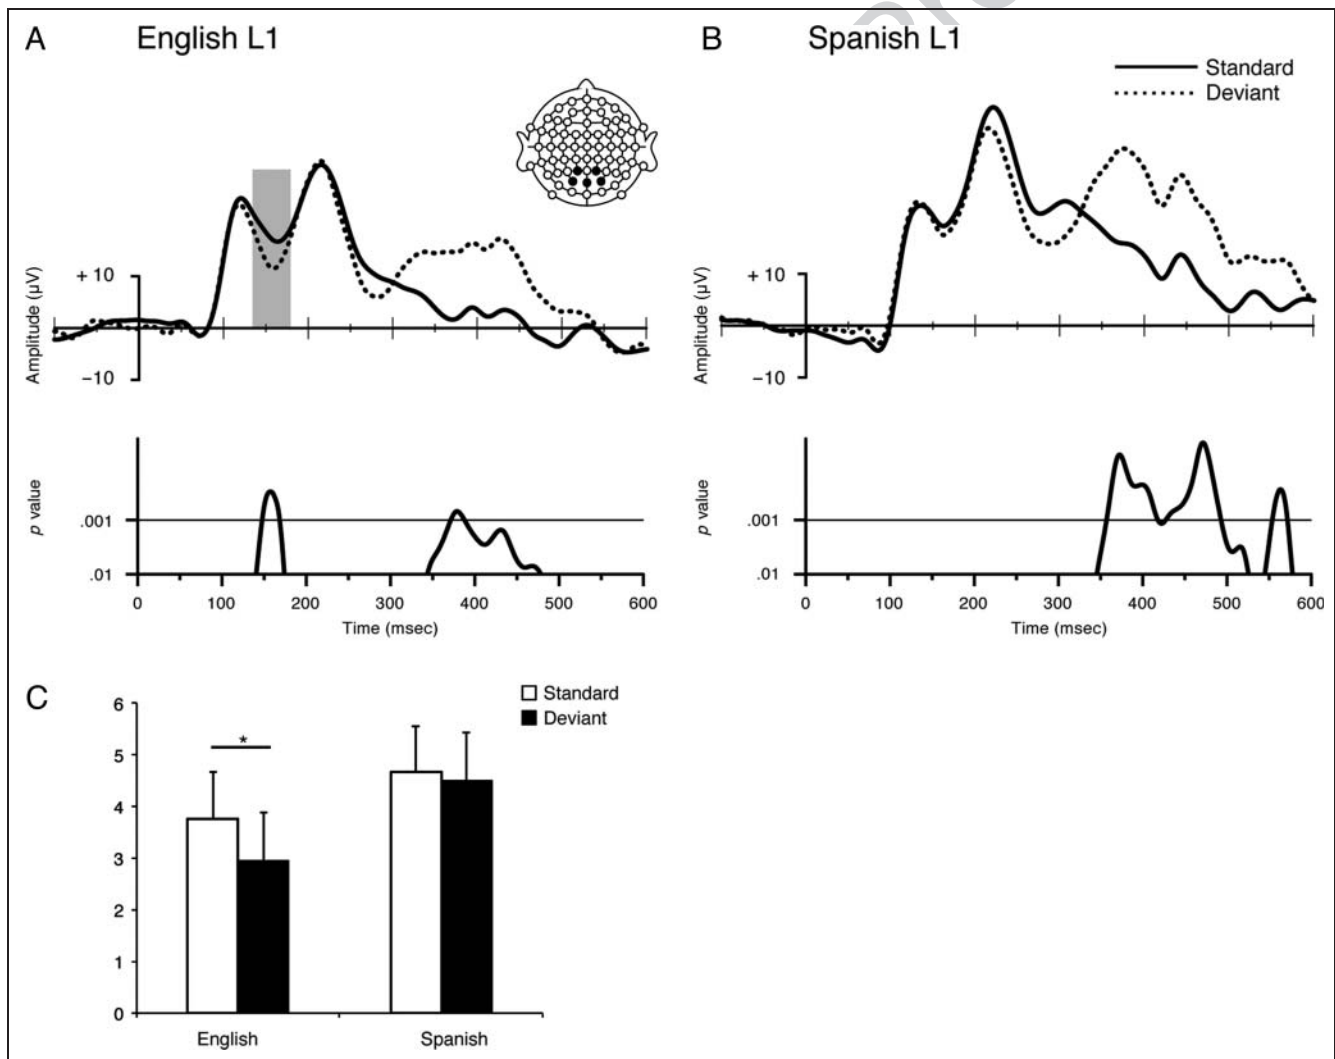 A English L1
+ 10
Amplitude (µV)
−10
p value
.001
.01
0 100 200 300 400 500 600
Time (msec)
B Spanish L1
Standard
Deviant
+ 10
Amplitude (µV)
−10
p value
.001
.01
0 100 200 300 400 500 600
Time (msec)
C
Standard
Deviant
6
5
4
3
2
1
0
*
English Spanish